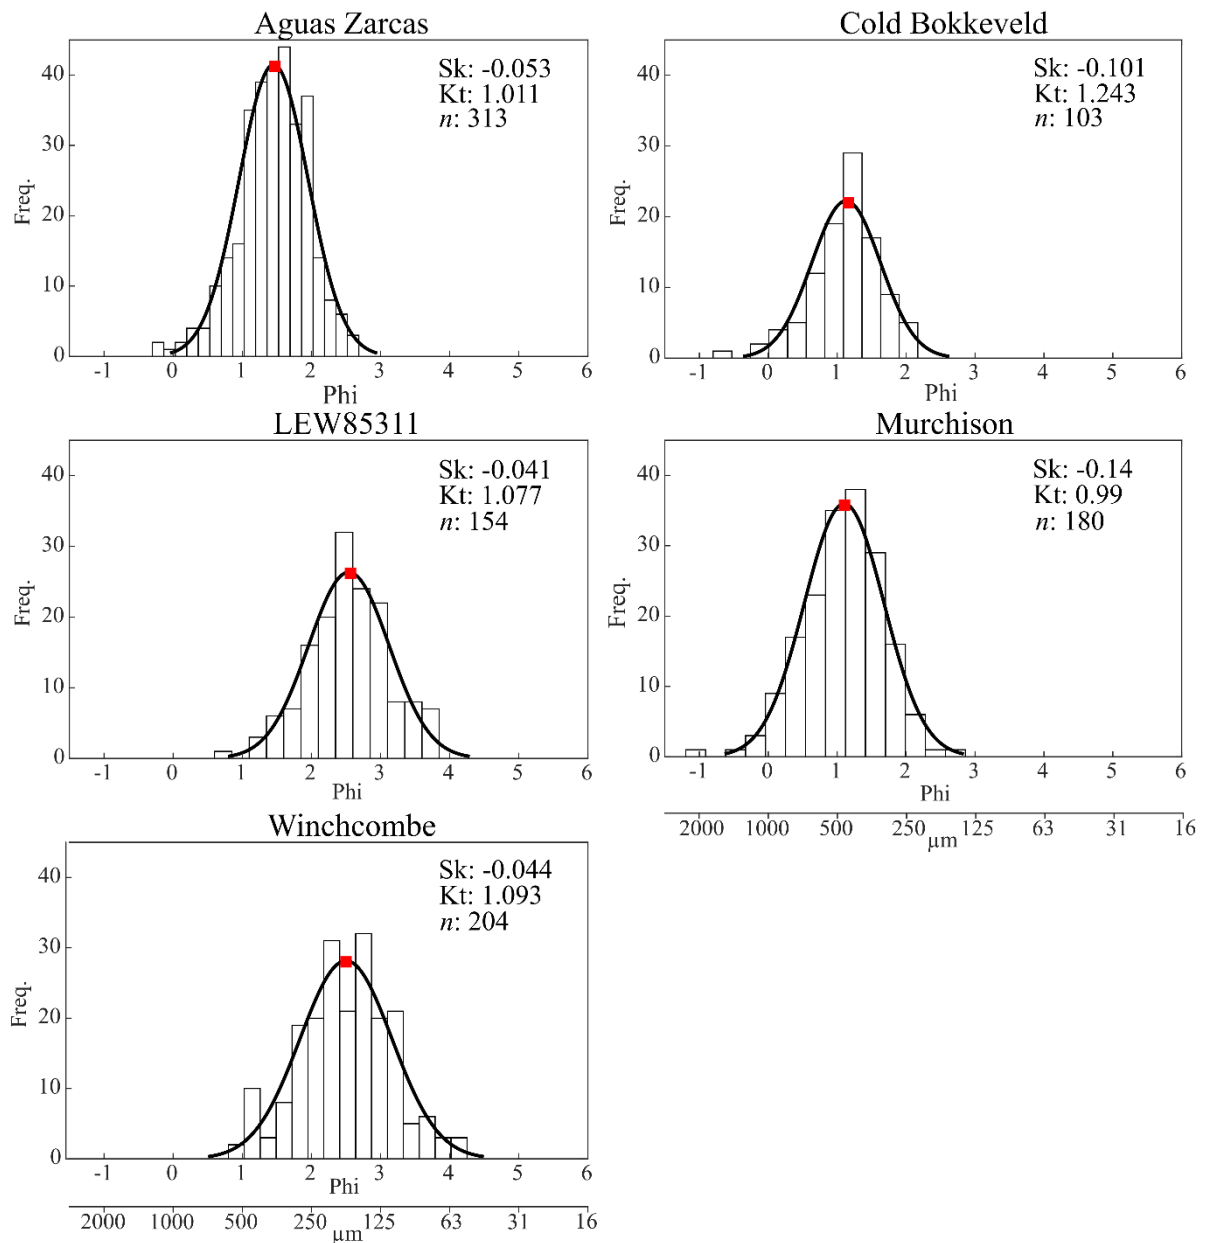 Aguas Zarcas
Sk: -0.053
Kt: 1.011
n: 313
40
30
20
10
0
Freq.
-1 0 1 2 3 4 5 6
Phi
Cold Bokkeveld
Sk: -0.101
Kt: 1.243
n: 103
40
30
20
10
0
Freq.
-1 0 1 2 3 4 5 6
Phi
LEW85311
Sk: -0.041
Kt: 1.077
n: 154
40
30
20
10
0
Freq.
-1 0 1 2 3 4 5 6
Phi
Murchison
Sk: -0.14
Kt: 0.99
n: 180
40
30
20
10
0
Freq.
-1 0 1 2 3 4 5 6
Phi
2000 1000 500 250 125 63 31 16
µm
Winchcombe
Sk: -0.044
Kt: 1.093
n: 204
40
30
20
10
0
Freq.
-1 0 1 2 3 4 5 6
Phi
2000 1000 500 250 125 63 31 16
µm